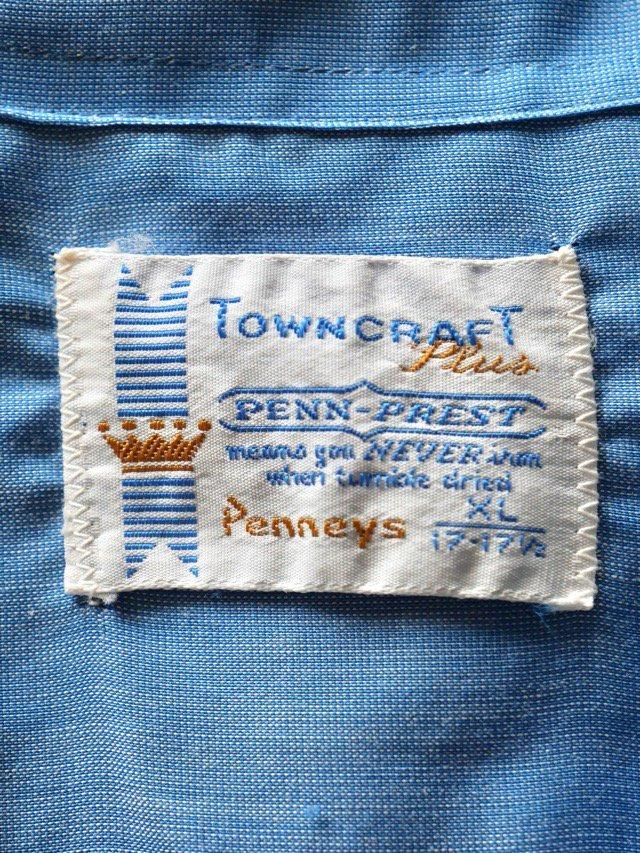 TOWNCRAFT
Plus
PENN-PREST
means you NEVER iron
when tumble dried
Penneys
XL
17-17½